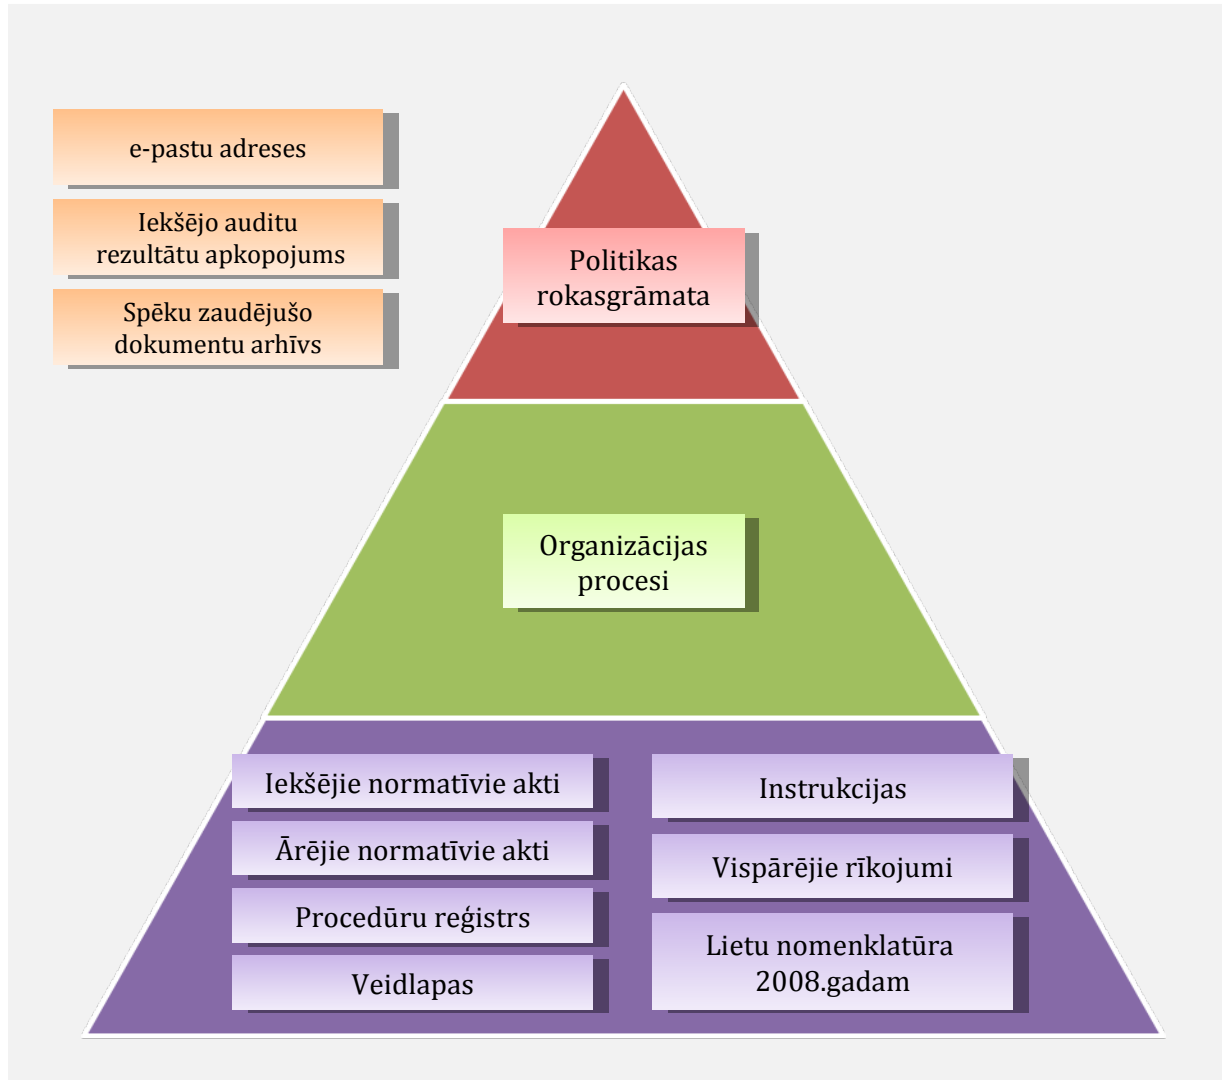 e-pastu adreses
Iekšējo auditu
rezultātu apkopojums
Spēku zaudējušo
dokumentu arhīvs
Politikas
rokasgrāmata
Organizācijas
procesi
Iekšējie normatīvie akti
Ārējie normatīvie akti
Procedūru reģistrs
Veidlapas
Instrukcijas
Vispārējie rīkojumi
Lietu nomenklatūra
2008.gadam